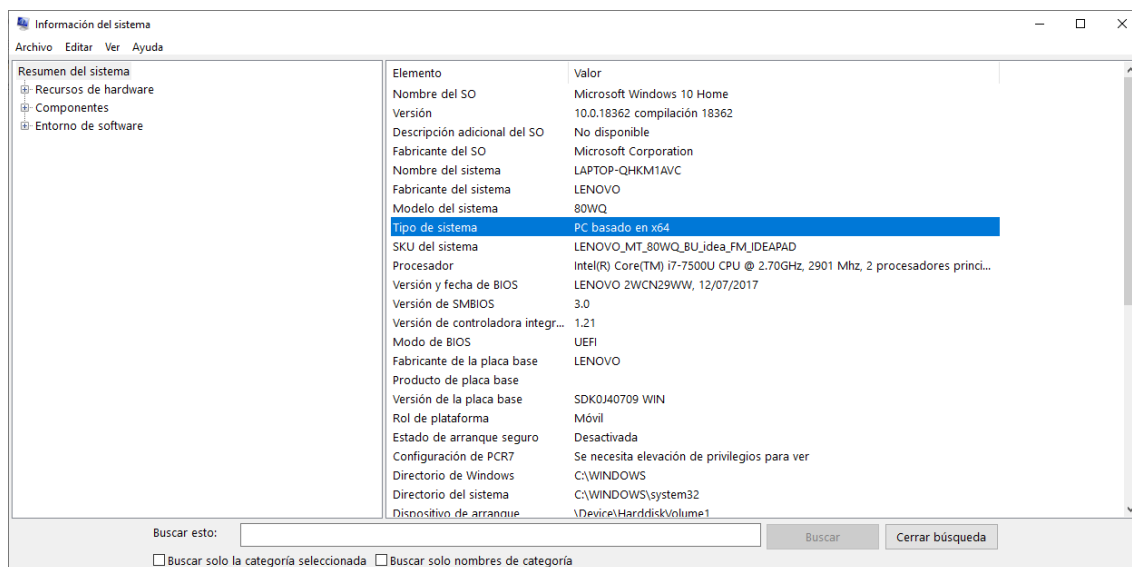 Información del sistema
Archivo Editar Ver Ayuda
Resumen del sistema
Recursos de hardware
Componentes
Entorno de software
Elemento Valor
Nombre del SO Microsoft Windows 10 Home
Versión 10.0.18362 compilación 18362
Descripción adicional del SO No disponible
Fabricante del SO Microsoft Corporation
Nombre del sistema LAPTOP-QHKM1AVC
Fabricante del sistema LENOVO
Modelo del sistema 80WQ
Tipo de sistema PC basado en x64
SKU del sistema LENOVO_MT_80WQ_BU_idea_FM_IDEAPAD
Procesador Intel(R) Core(TM) i7-7500U CPU @ 2.70GHz, 2901 Mhz, 2 procesadores princi...
Versión y fecha de BIOS LENOVO 2WCN29WW, 12/07/2017
Versión de SMBIOS 3.0
Versión de controladora integr... 1.21
Modo de BIOS UEFI
Fabricante de la placa base LENOVO
Producto de placa base
Versión de la placa base SDK0J40709 WIN
Rol de plataforma Móvil
Estado de arranque seguro Desactivada
Configuración de PCR7 Se necesita elevación de privilegios para ver
Directorio de Windows C:\WINDOWS
Directorio del sistema C:\WINDOWS\system32
Dispositivo de arranque \Device\HarddiskVolume1
Buscar esto: Buscar Cerrar búsqueda
Buscar solo la categoría seleccionada Buscar solo nombres de categoría